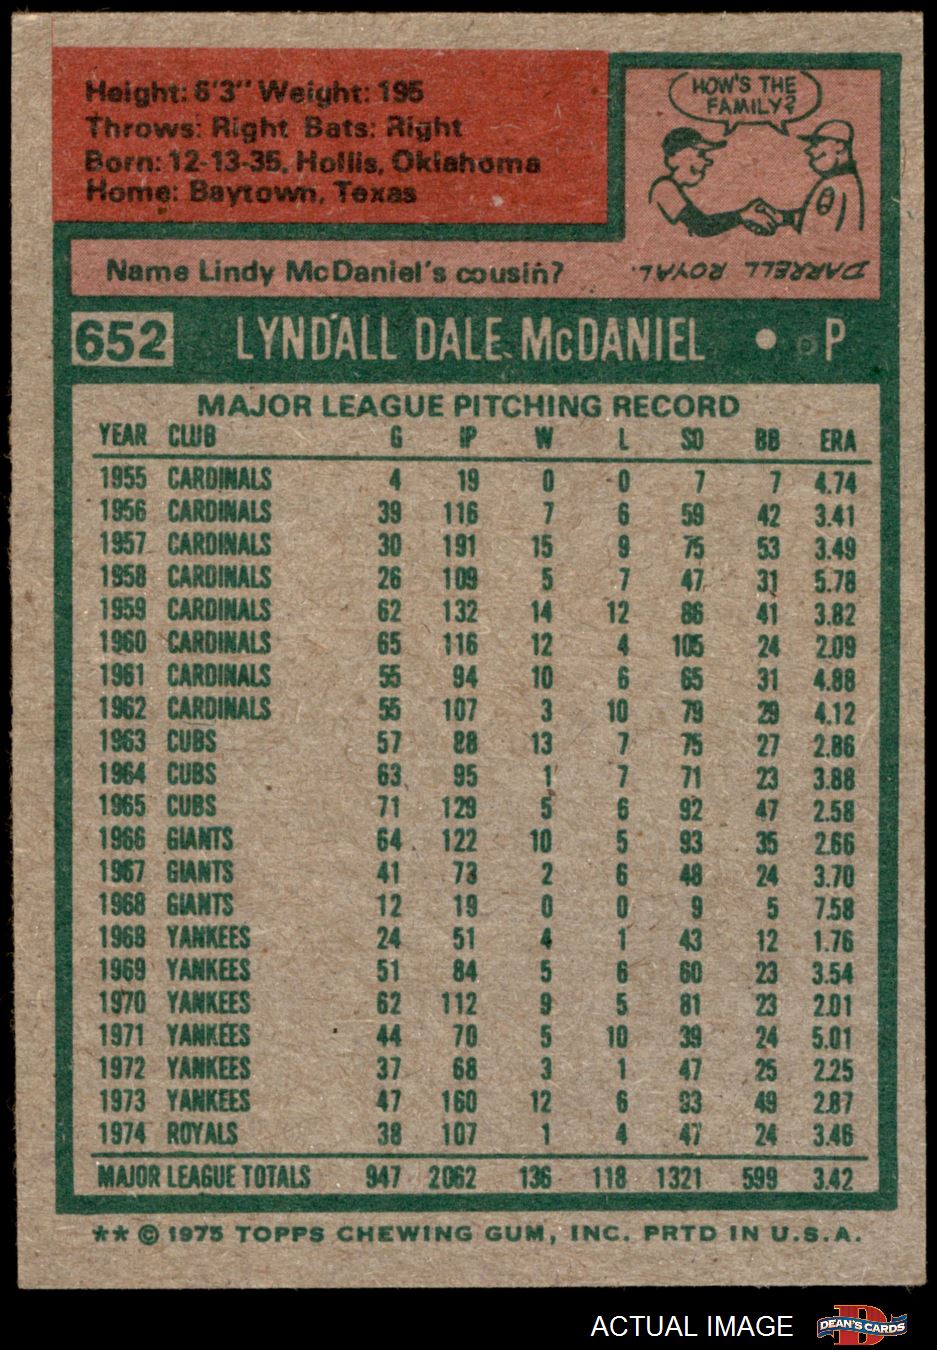 Height: 6'3" Weight: 195
Throws: Right Bats: Right
Born: 12-13-35, Hollis, Oklahoma
Home: Baytown, Texas
HOW'S THE
FAMILY?
Name Lindy McDaniel's cousin?
DARRELL ROYAL.
652 LYNDALL DALE McDANIEL • P
MAJOR LEAGUE PITCHING RECORD
YEAR CLUB G IP W L SO BB ERA
1955 CARDINALS 4 19 0 0 7 7 4.74
1956 CARDINALS 39 116 7 6 59 42 3.41
1957 CARDINALS 30 191 15 9 75 53 3.49
1958 CARDINALS 26 109 5 7 47 31 5.78
1959 CARDINALS 62 132 14 12 86 41 3.82
1960 CARDINALS 65 116 12 4 105 24 2.09
1961 CARDINALS 55 94 10 6 65 31 4.88
1962 CARDINALS 55 107 3 10 79 29 4.12
1963 CUBS 57 88 13 7 75 27 2.86
1964 CUBS 63 95 1 7 71 23 3.88
1965 CUBS 71 129 5 6 92 47 2.58
1966 GIANTS 64 122 10 5 93 35 2.66
1967 GIANTS 41 73 2 6 48 24 3.70
1968 GIANTS 12 19 0 0 9 5 7.58
1968 YANKEES 24 51 4 1 43 12 1.76
1969 YANKEES 51 84 5 6 60 23 3.54
1970 YANKEES 62 112 9 5 81 23 2.01
1971 YANKEES 44 70 5 10 39 24 5.01
1972 YANKEES 37 68 3 1 47 25 2.25
1973 YANKEES 47 160 12 6 93 49 2.87
1974 ROYALS 38 107 1 4 47 24 3.46
MAJOR LEAGUE TOTALS 947 2062 136 118 1321 599 3.42
** © 1975 TOPPS CHEWING GUM, INC. PRTD IN U.S.A.
ACTUAL IMAGE
DEAN'S CARDS